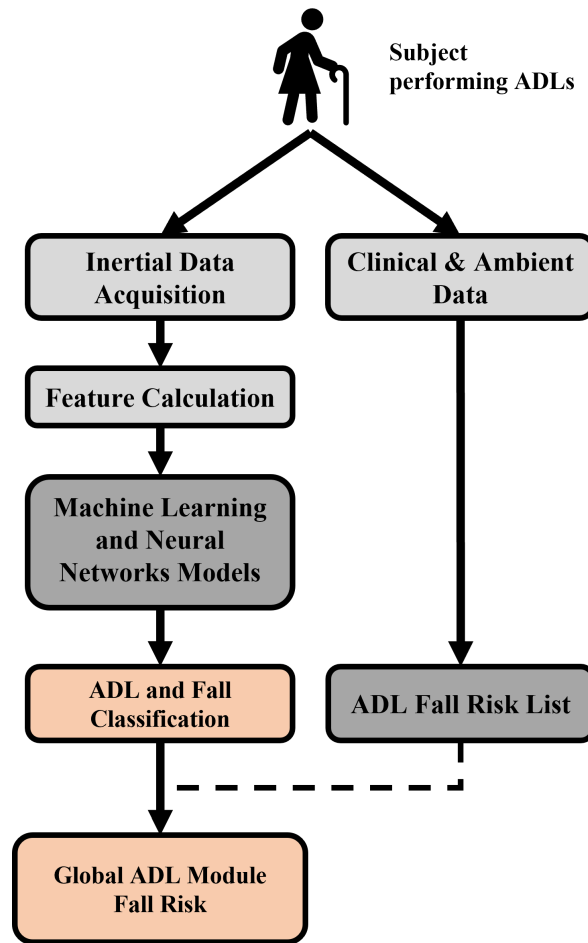 Subject
performing ADLs
Inertial Data
Acquisition
Clinical & Ambient
Data
Feature Calculation
Machine Learning
and Neural
Networks Models
ADL and Fall
Classification
ADL Fall Risk List
Global ADL Module
Fall Risk